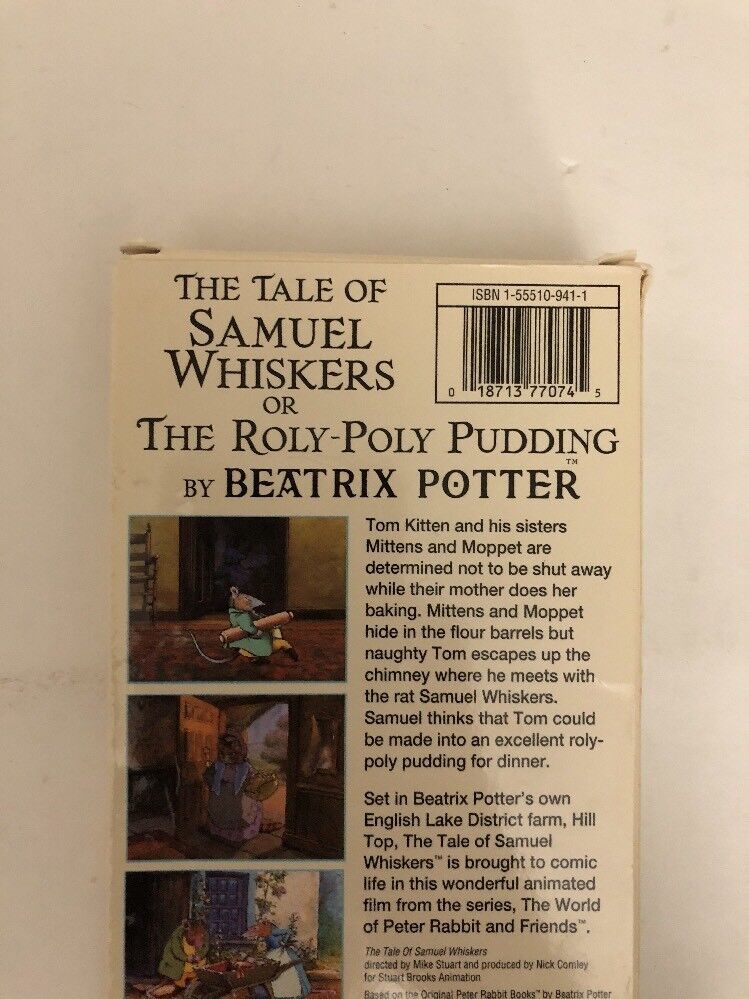 THE TALE OF
SAMUEL
WHISKERS
OR
THE ROLY-POLY PUDDING™
BY BEATRIX POTTER
ISBN 1-55510-941-1
0 18713 77074 5
Tom Kitten and his sisters
Mittens and Moppet are
determined not to be shut away
while their mother does her
baking. Mittens and Moppet
hide in the flour barrels but
naughty Tom escapes up the
chimney where he meets with
the rat Samuel Whiskers.
Samuel thinks that Tom could
be made into an excellent roly-
poly pudding for dinner.
Set in Beatrix Potter's own
English Lake District farm, Hill
Top, The Tale of Samuel
Whiskers™ is brought to comic
life in this wonderful animated
film from the series, The World
of Peter Rabbit and Friends™.
The Tale Of Samuel Whiskers
directed by Mike Stuart and produced by Nick Comley
for Stuart Brooks Animation
Based on the Original Peter Rabbit Books™ by Beatrix Potter